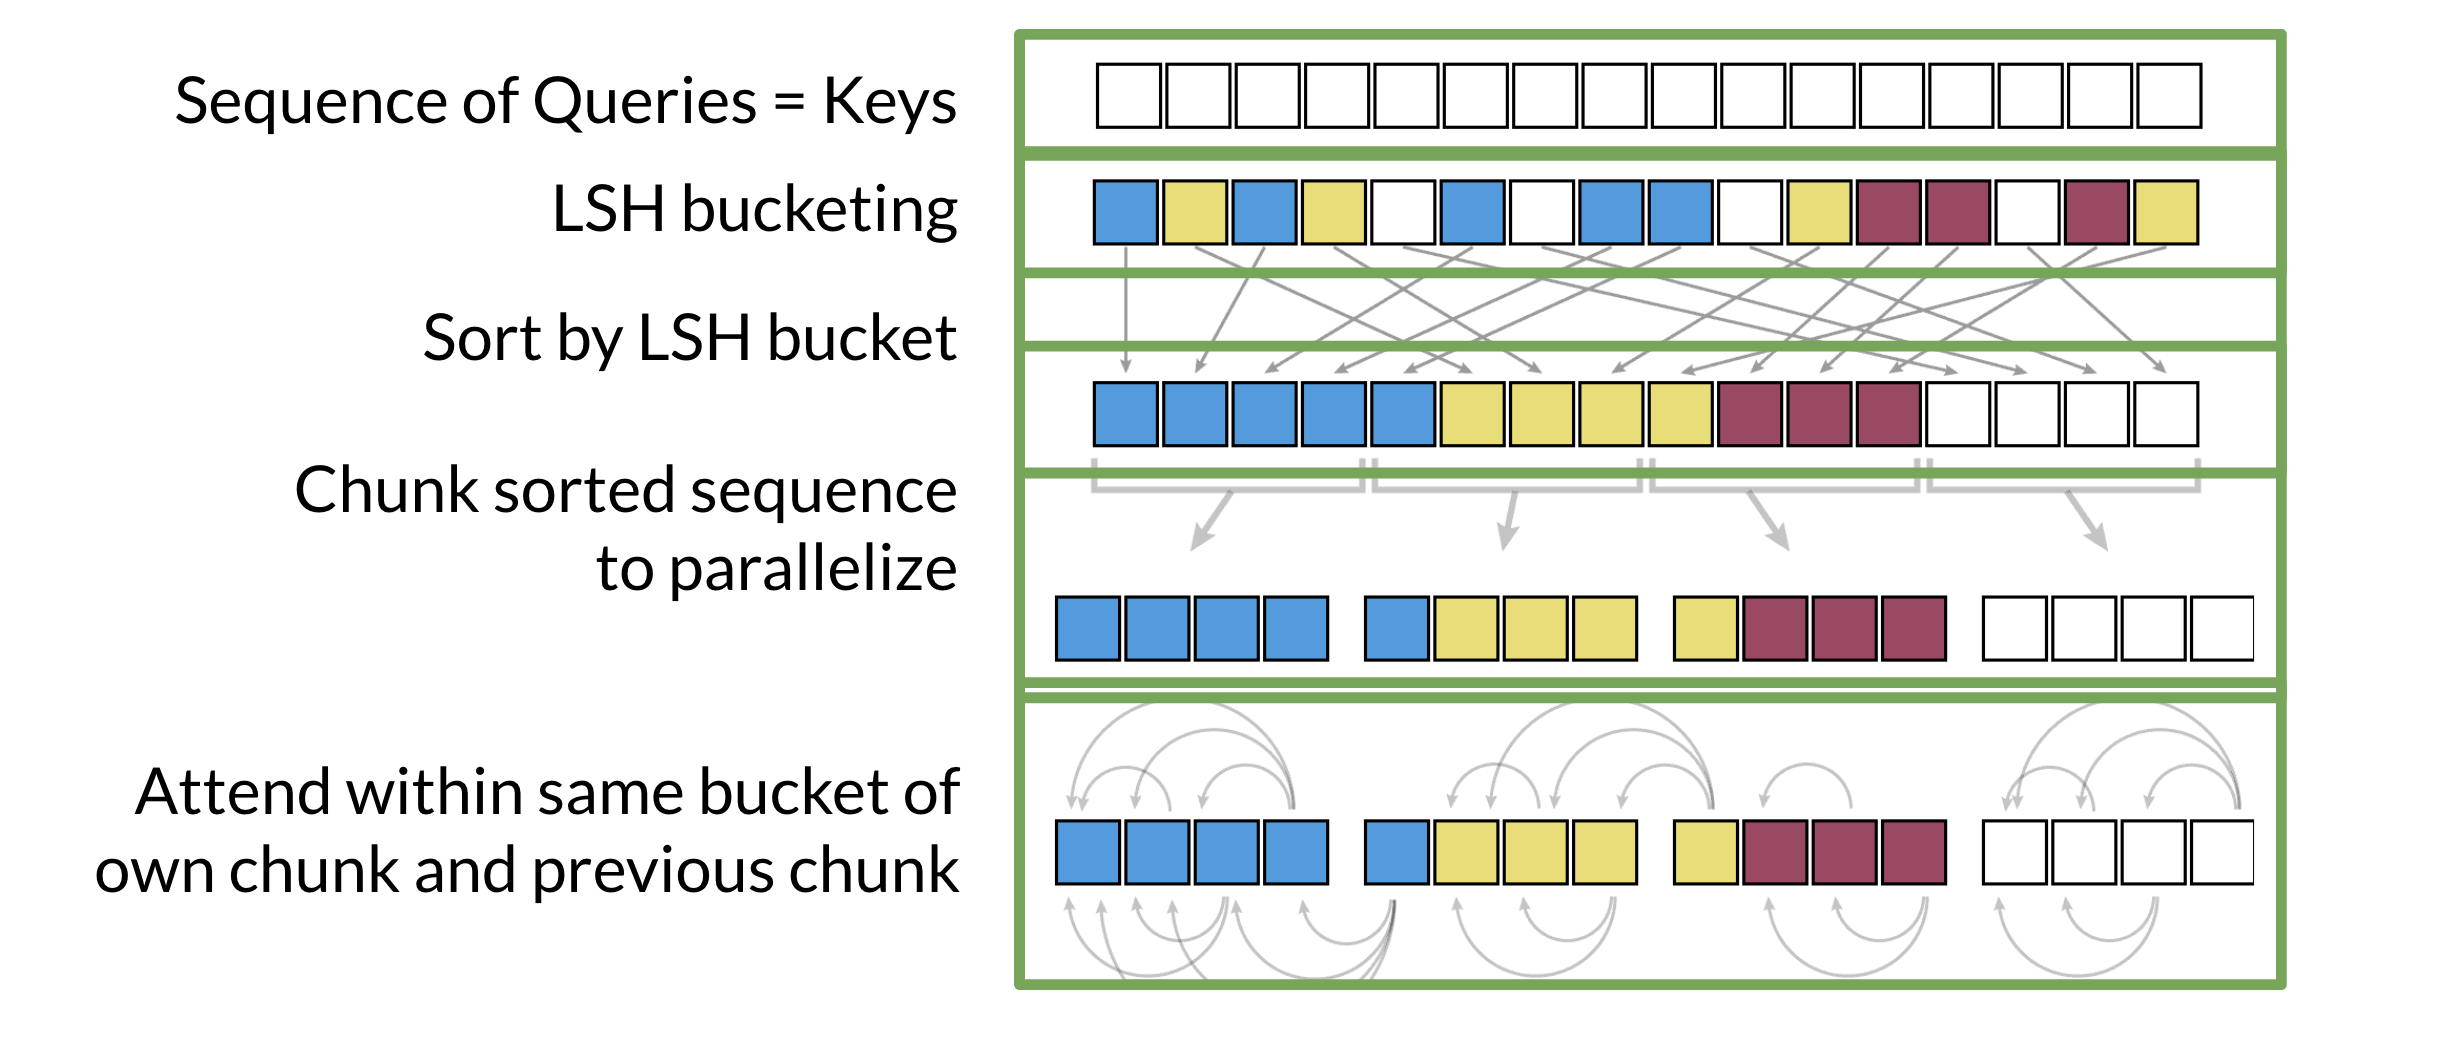 Sequence of Queries = Keys
LSH bucketing
Sort by LSH bucket
Chunk sorted sequence
to parallelize
Attend within same bucket of
own chunk and previous chunk